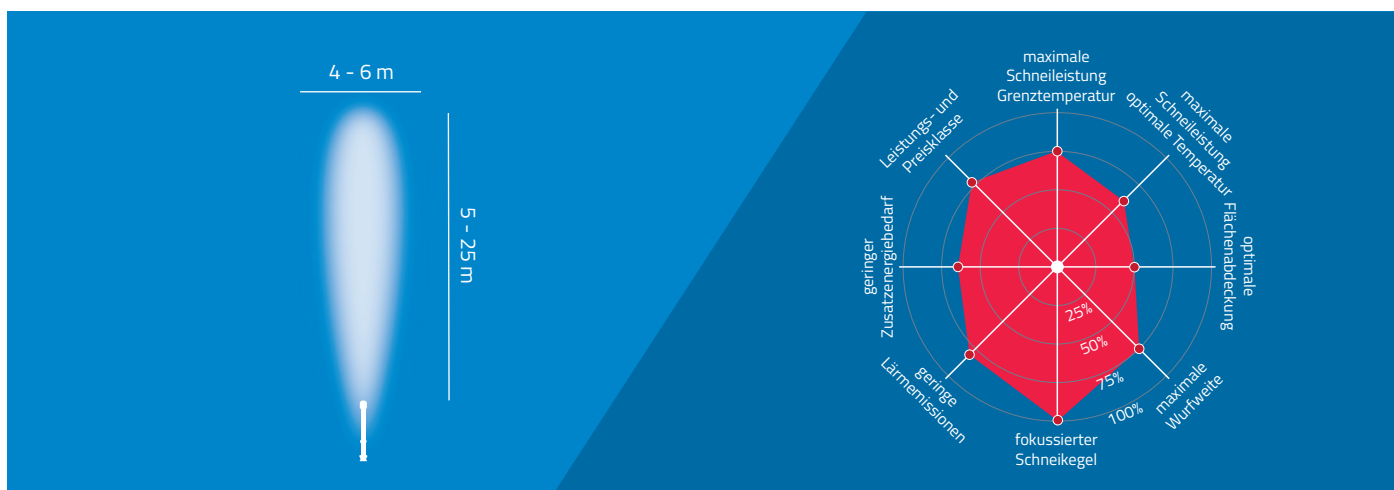 4 - 6 m
5 - 25 m
maximale
Schneileistung
Grenztemperatur
maximale
Schneileistung
optimale Temperatur
optimale
Flächenabdeckung
maximale
Wurfweite
fokussierter
Schneikegel
geringe
Lärmemissionen
geringer
Zusatzenergiebedarf
Leistungs- und
Preisklasse
25%
50%
75%
100%